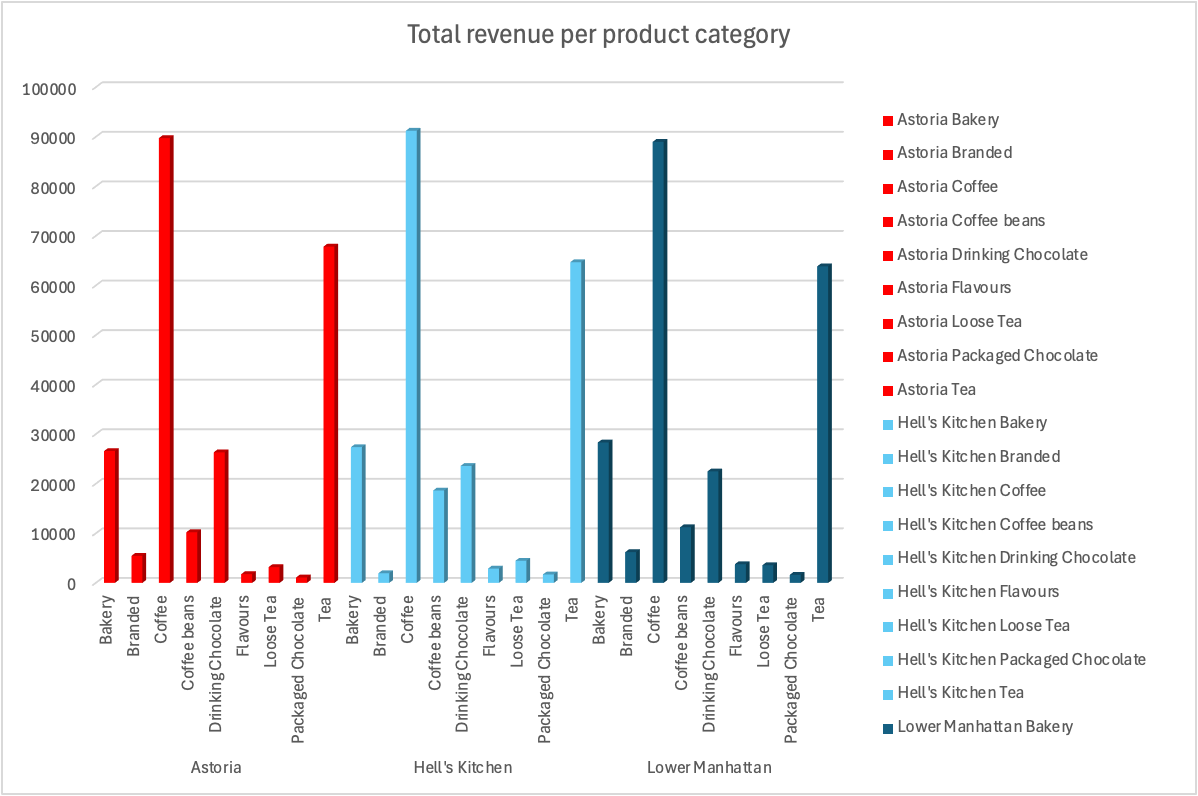 Total revenue per product category
100000
90000
80000
70000
60000
50000
40000
30000
20000
10000
0
Bakery
Branded
Coffee
Coffee beans
Drinking Chocolate
Flavours
Loose Tea
Packaged Chocolate
Tea
Bakery
Branded
Coffee
Coffee beans
Drinking Chocolate
Flavours
Loose Tea
Packaged Chocolate
Tea
Bakery
Branded
Coffee
Coffee beans
Drinking Chocolate
Flavours
Loose Tea
Packaged Chocolate
Tea
Astoria
Hell's Kitchen
Lower Manhattan
Astoria Bakery
Astoria Branded
Astoria Coffee
Astoria Coffee beans
Astoria Drinking Chocolate
Astoria Flavours
Astoria Loose Tea
Astoria Packaged Chocolate
Astoria Tea
Hell's Kitchen Bakery
Hell's Kitchen Branded
Hell's Kitchen Coffee
Hell's Kitchen Coffee beans
Hell's Kitchen Drinking Chocolate
Hell's Kitchen Flavours
Hell's Kitchen Loose Tea
Hell's Kitchen Packaged Chocolate
Hell's Kitchen Tea
Lower Manhattan Bakery